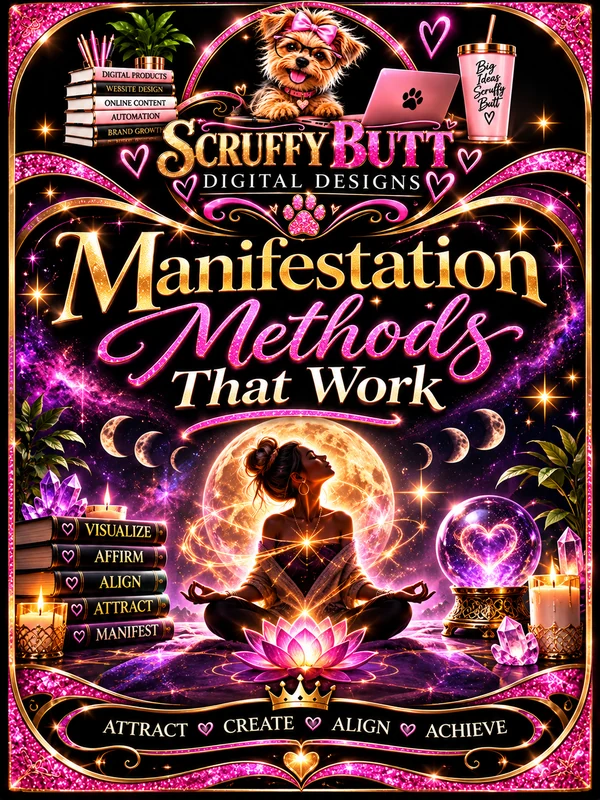 DIGITAL PRODUCTS
WEBSITE DESIGN
ONLINE CONTENT
AUTOMATION
BRAND GROWTH
Big
Ideas
Scruffy
Butt
SCRUFFY BUTT
DIGITAL DESIGNS
Manifestation
Methods
That Work
VISUALIZE
AFFIRM
ALIGN
ATTRACT
MANIFEST
ATTRACT ♡ CREATE ♡ ALIGN ♡ ACHIEVE